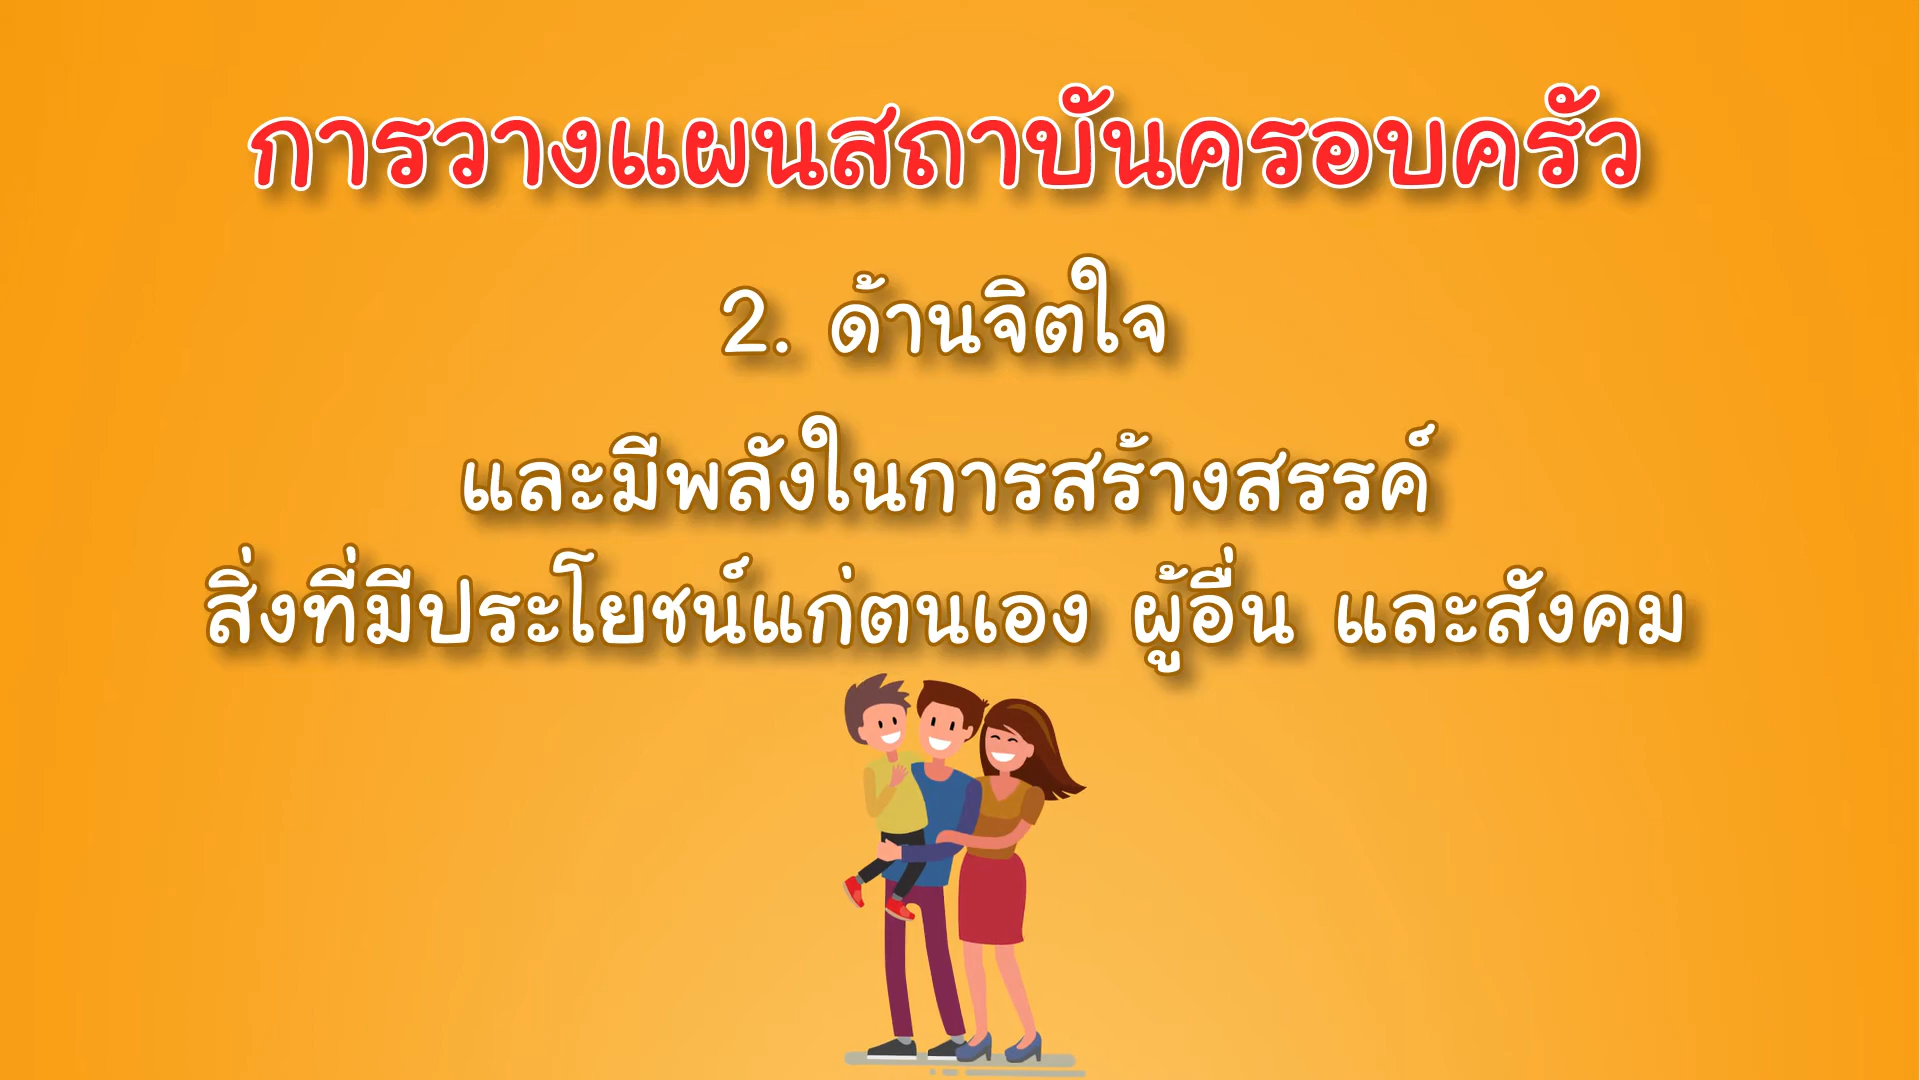 การวางแผนสถาบันครอบครัว
2. ด้านจิตใจ
และมีพลังในการสร้างสรรค์
สิ่งที่มีประโยชน์แก่ตนเอง ผู้อื่น และสังคม